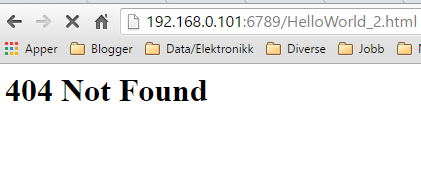 192.168.0.101:6789/HelloWorld_2.html
Apper Blogger Data/Elektronikk Diverse Jobb
404 Not Found